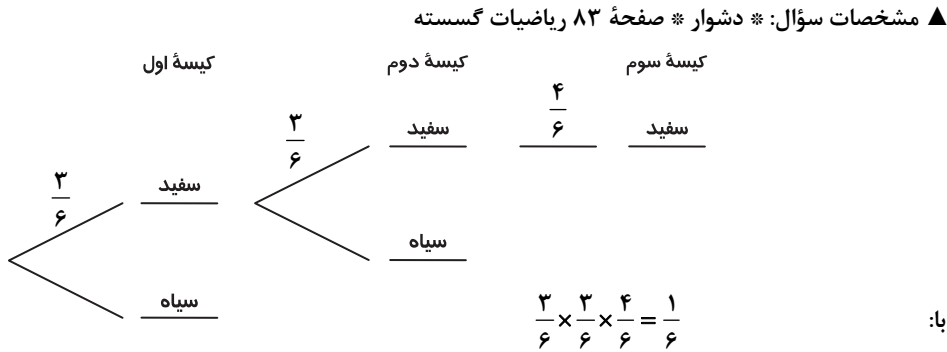 ▲ مشخصات سؤال: * دشوار * صفحهٔ ۸۳ ریاضیات گسسته
کیسهٔ اول کیسهٔ دوم کیسهٔ سوم
۳/۶ سفید ۴/۶ سفید
۳/۶ سفید
سیاه
سیاه
با: ۳/۶ × ۳/۶ × ۴/۶ = ۱/۶